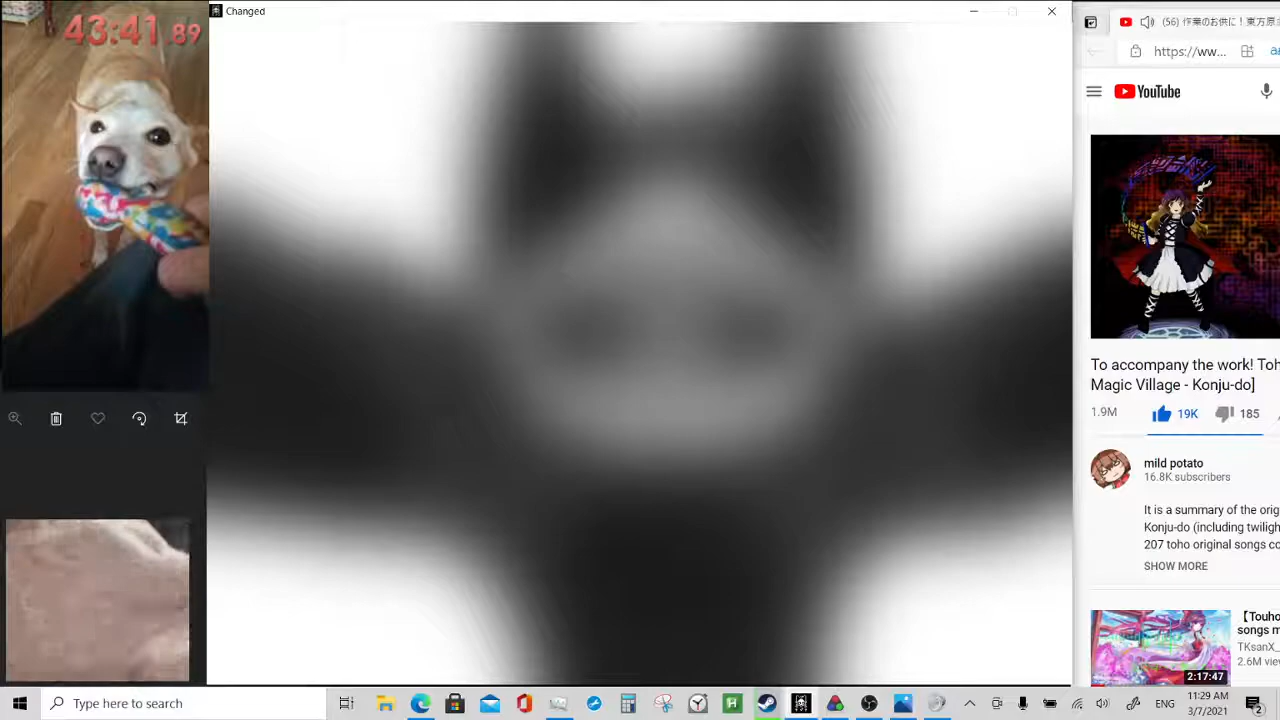 43:41.89
Changed
(56) 作業のお供に！東方原
https://ww...
YouTube
To accompany the work! Toh
Magic Village - Konju-do]
1.9M
19K
185
mild potato
16.8K subscribers
It is a summary of the orig
Konju-do (including twiligh
207 toho original songs co
SHOW MORE
【Touho
songs m
TKsanX_
2.6M view
2:17:47
Type here to search
ENG
11:29 AM
3/7/2021
2